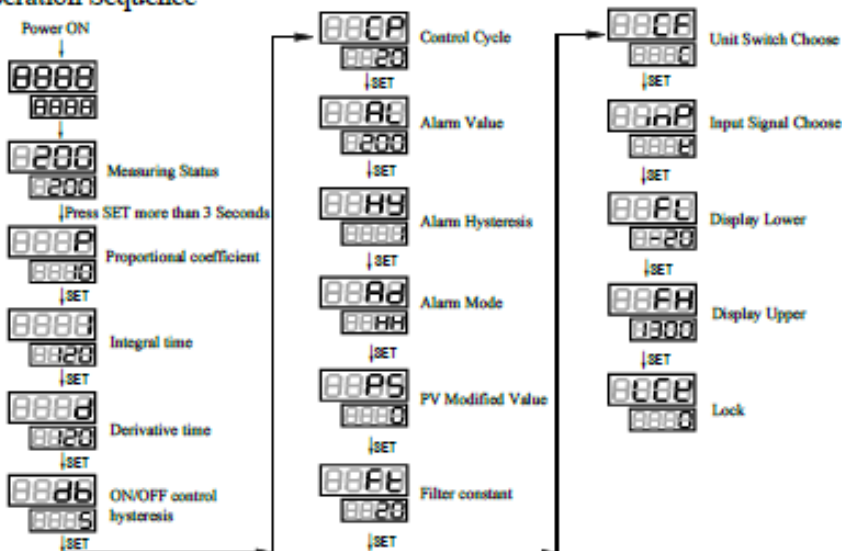 eration Sequence
Power ON
8888
8888
200
200
Measuring Status
Press SET more than 3 Seconds
P
10
Proportional coefficient
SET
I
120
Integral time
SET
d
120
Derivative time
SET
db
5
ON/OFF control
hysteresis
SET
CP
20
Control Cycle
SET
AL
200
Alarm Value
SET
HY
1
Alarm Hysteresis
SET
Ad
HH
Alarm Mode
SET
PS
0
PV Modified Value
SET
Ft
20
Filter constant
SET
CF
C
Unit Switch Choose
SET
inP
Input Signal Choose
SET
FL
-20
Display Lower
SET
FH
1300
Display Upper
SET
LCK
0
Lock